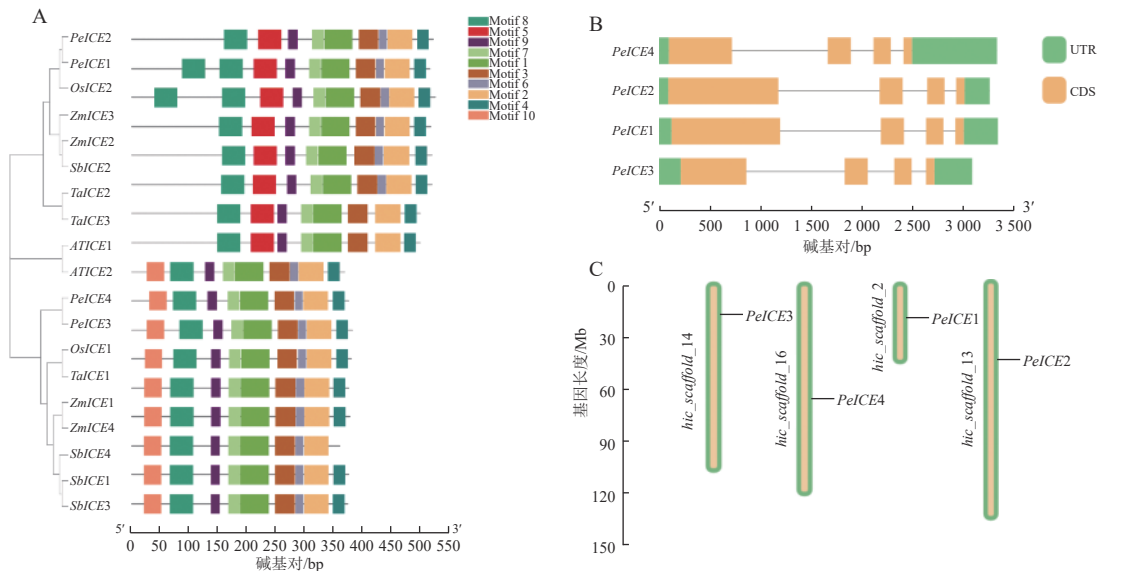 A
PeICE2
PeICE1
OsICE2
ZmICE3
ZmICE2
SbICE2
TaICE2
TaICE3
ATICE1
ATICE2
PeICE4
PeICE3
OsICE1
TaICE1
ZmICE1
ZmICE4
SbICE4
SbICE1
SbICE3
Motif 8
Motif 5
Motif 9
Motif 7
Motif 1
Motif 3
Motif 6
Motif 2
Motif 4
Motif 10
5′ 3′
0 50 100 150 200 250 300 350 400 450 500 550
碱基对/bp
B
PeICE4
PeICE2
PeICE1
PeICE3
UTR
CDS
5′ 3′
0 500 1 000 1 500 2 000 2 500 3 000 3 500
碱基对/bp
C
基因长度/Mb
0
30
60
90
120
150
hic_scaffold_14
PeICE3
hic_scaffold_16
PeICE4
hic_scaffold_2
PeICE1
hic_scaffold_13
PeICE2